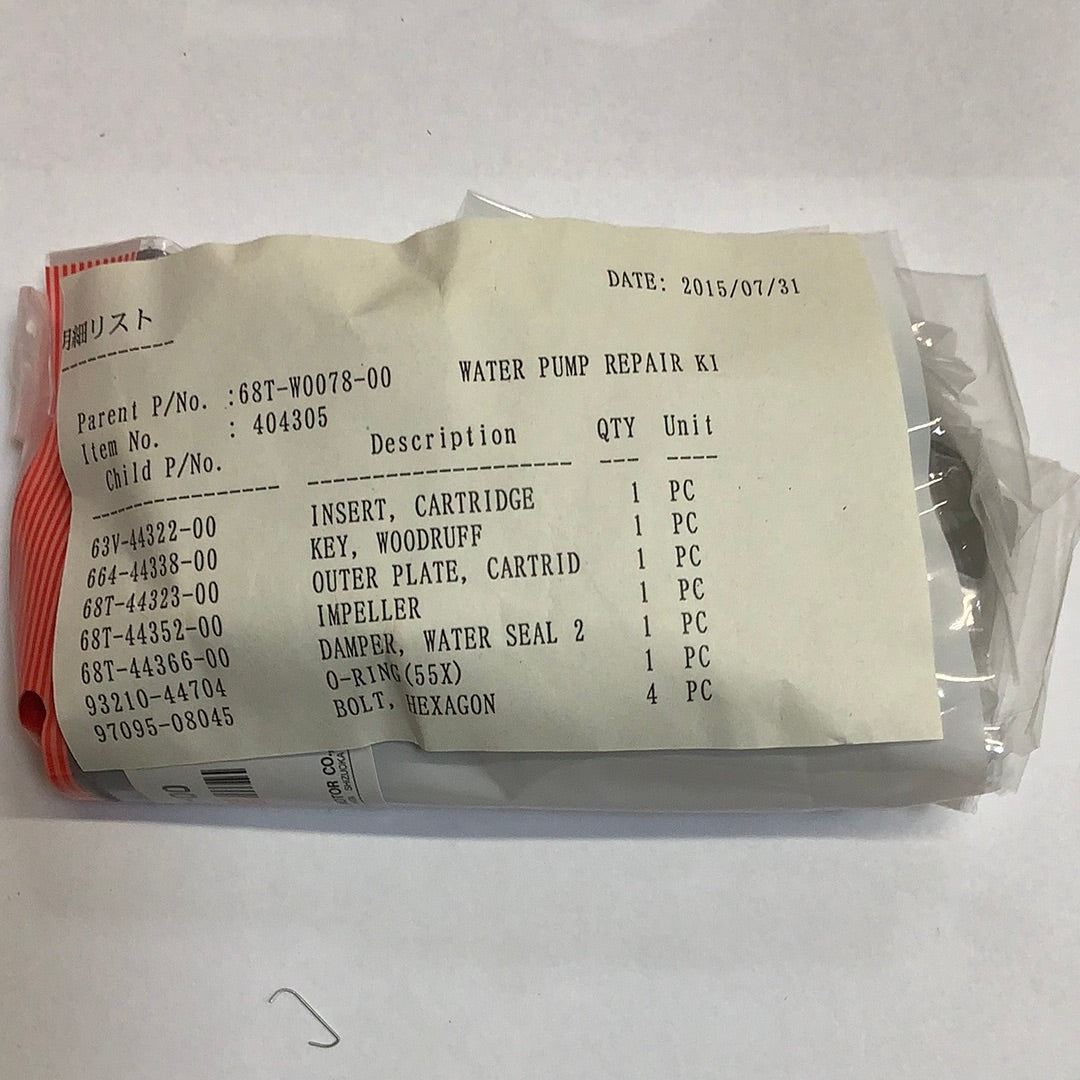 DATE: 2015/07/31
明細リスト
Parent P/No. :68T-W0078-00 WATER PUMP REPAIR KI
Item No. : 404305
Child P/No. Description QTY Unit
63V-44322-00 INSERT, CARTRIDGE 1 PC
664-44338-00 KEY, WOODRUFF 1 PC
68T-44323-00 OUTER PLATE, CARTRID 1 PC
68T-44352-00 IMPELLER 1 PC
68T-44366-00 DAMPER, WATER SEAL 2 1 PC
93210-44704 O-RING(55X) 1 PC
97095-08045 BOLT, HEXAGON 4 PC
OTOR CO.,
SHIZUOKA